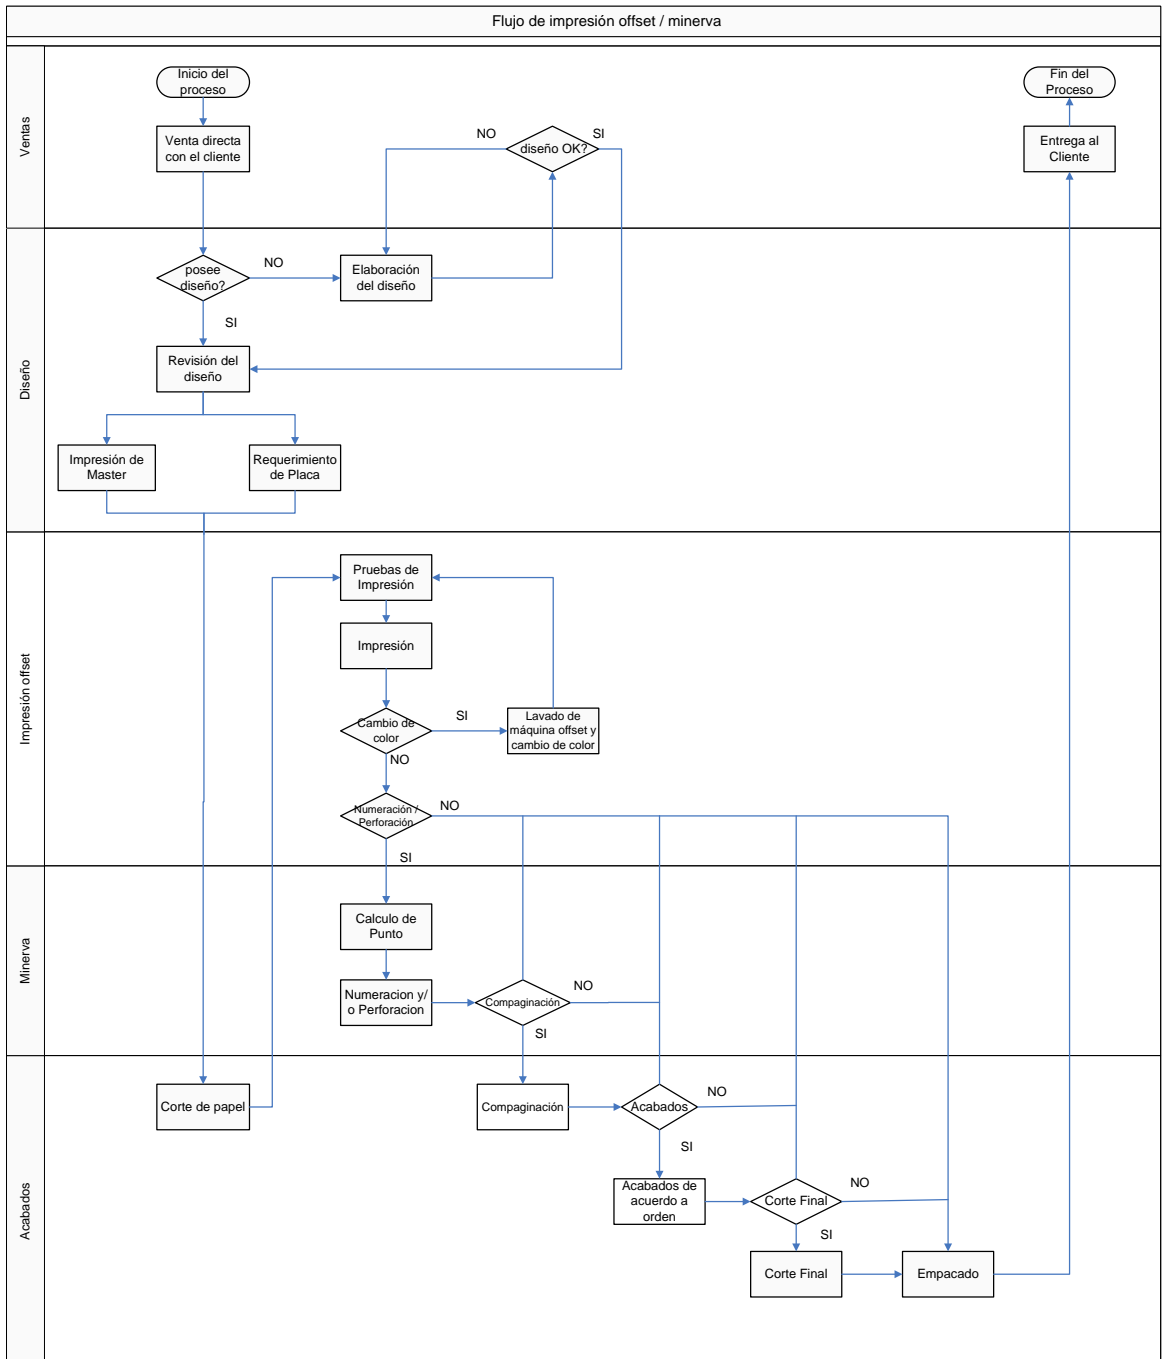 Flujo de impresión offset / minerva
Ventas
Inicio del
proceso
Venta directa
con el cliente
NO
diseño OK?
SI
Fin del
Proceso
Entrega al
Cliente
Diseño
posee
diseño?
NO
SI
Elaboración
del diseño
Revisión del
diseño
Impresión de
Master
Requerimiento
de Placa
Impresión offset
Pruebas de
Impresión
Impresión
Cambio de
color
SI
NO
Lavado de
máquina offset y
cambio de color
Numeración /
Perforación
NO
SI
Minerva
Calculo de
Punto
Numeracion y/
o Perforacion
Compaginación
NO
SI
Acabados
Corte de papel
Compaginación
Acabados
NO
SI
Acabados de
acuerdo a
orden
Corte Final
NO
SI
Corte Final
Empacado